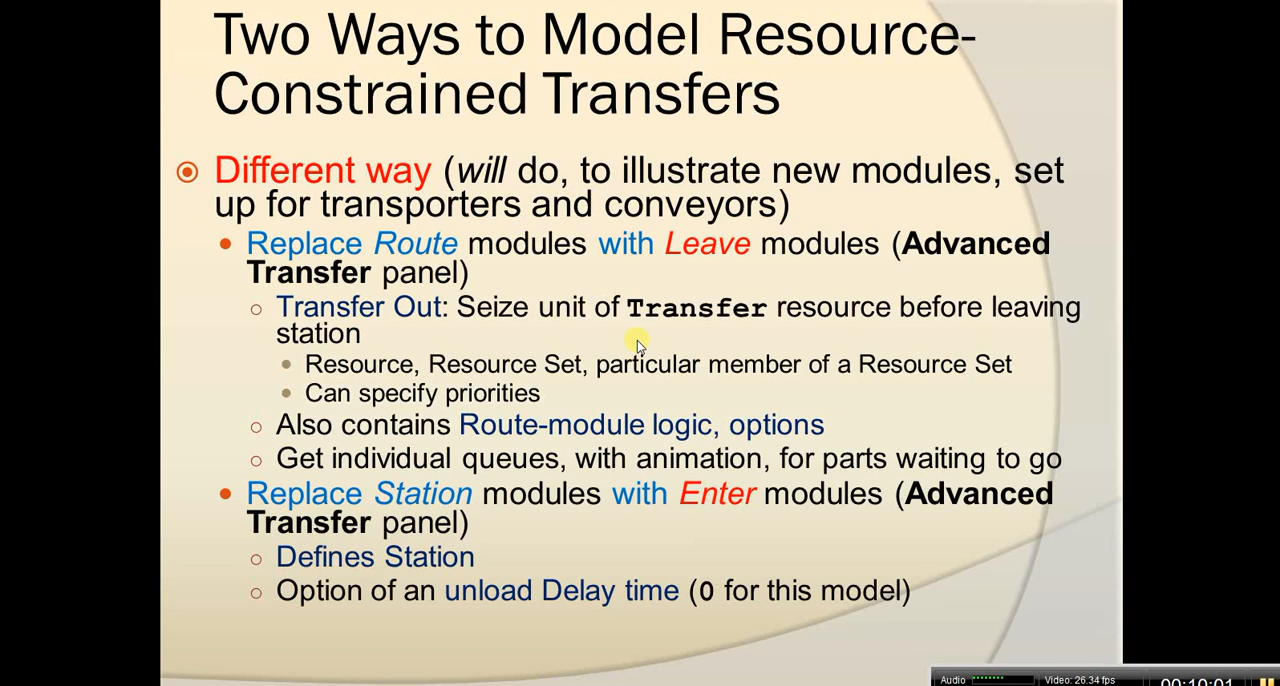 Two Ways to Model Resource-
Constrained Transfers
Different way (will do, to illustrate new modules, set
up for transporters and conveyors)
Replace Route modules with Leave modules (Advanced
Transfer panel)
Transfer Out: Seize unit of Transfer resource before leaving
station
Resource, Resource Set, particular member of a Resource Set
Can specify priorities
Also contains Route-module logic, options
Get individual queues, with animation, for parts waiting to go
Replace Station modules with Enter modules (Advanced
Transfer panel)
Defines Station
Option of an unload Delay time (0 for this model)
Audio Video: 26.34 fps 00:10:01